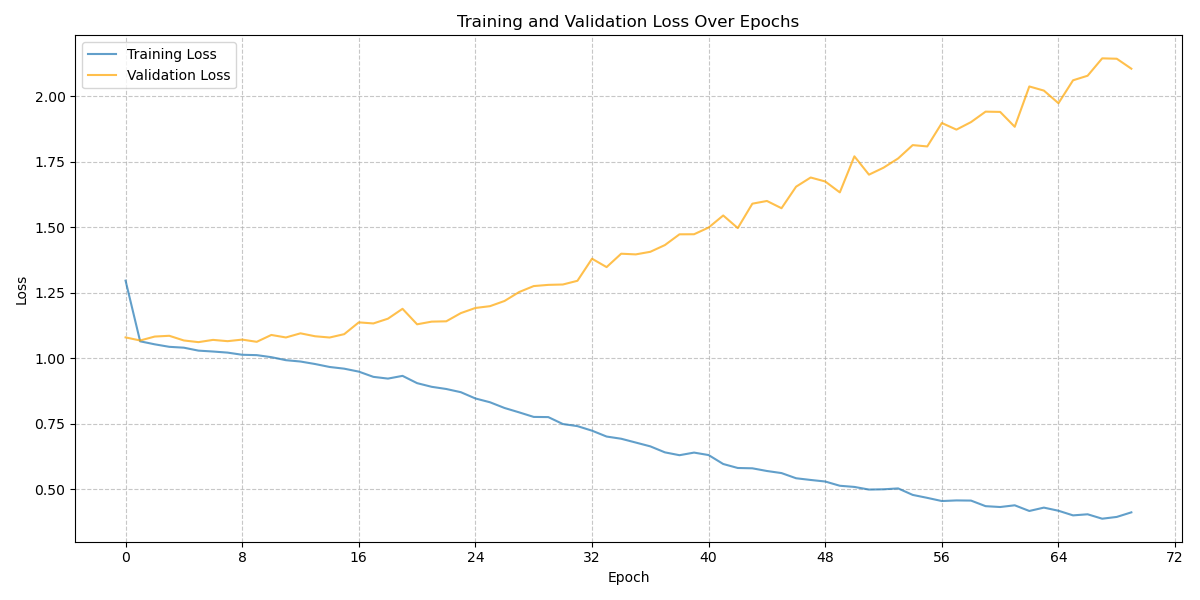 Training and Validation Loss Over Epochs
Training Loss
Validation Loss
2.00
1.75
1.50
1.25
1.00
0.75
0.50
Loss
0 8 16 24 32 40 48 56 64 72
Epoch